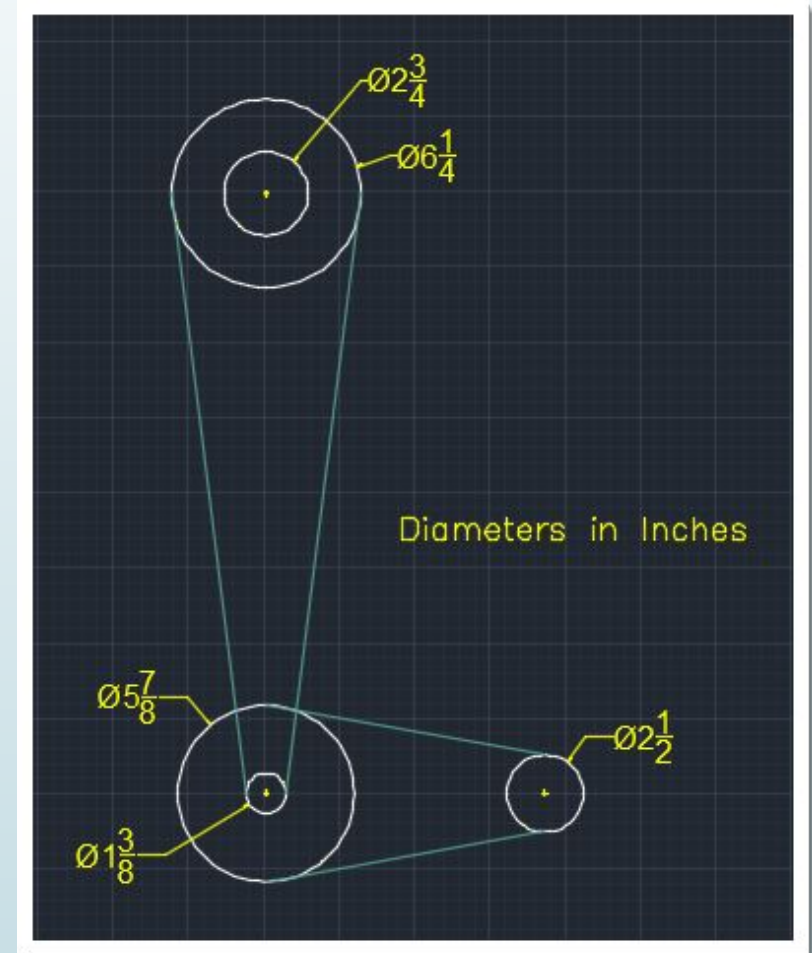 Ø2 3/4
Ø6 1/4
Diameters in Inches
Ø5 7/8
Ø2 1/2
Ø1 3/8